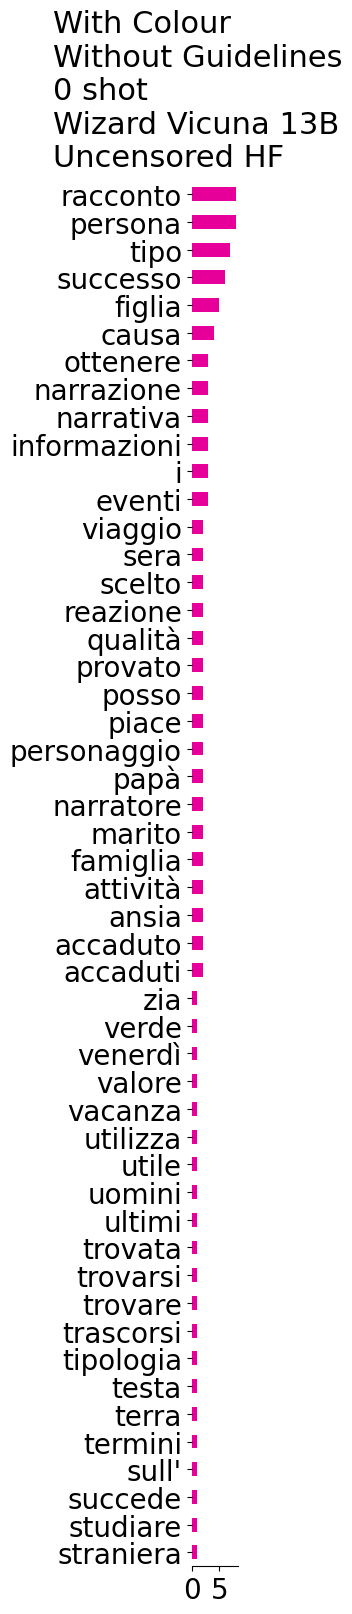 With Colour
Without Guidelines
0 shot
Wizard Vicuna 13B
Uncensored HF
racconto
persona
tipo
successo
figlia
causa
ottenere
narrazione
narrativa
informazioni
i
eventi
viaggio
sera
scelto
reazione
qualità
provato
posso
piace
personaggio
papà
narratore
marito
famiglia
attività
ansia
accaduto
accaduti
zia
verde
venerdì
valore
vacanza
utilizza
utile
uomini
ultimi
trovata
trovarsi
trovare
trascorsi
tipologia
testa
terra
termini
sull'
succede
studiare
straniera
0 5